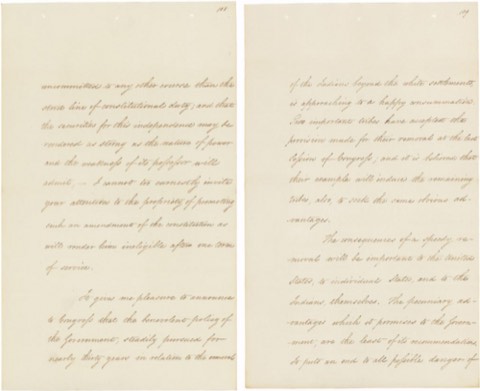 108
uncommitted to any other course than the
strict line of constitutional duty; and that
the securities for this independence may be
rendered as strong as the nature of power
and the weakness of its possessor will
admit, – I cannot too earnestly invite
your attention to the propriety of promoting
such an amendment of the constitution as
will render him ineligible after one term
of service.
It gives me pleasure to announce
to Congress that the benevolent policy of
the Government, steadily pursued for
nearly thirty years in relation to the removal
109
of the Indians beyond the white settlements,
is approaching to a happy consummation.
Two important tribes have accepted the
provision made for their removal at the last
Session of Congress; and it is believed that
their example will induce the remaining
tribes, also, to seek the same obvious ad-
vantages.
The consequences of a speedy re-
moval will be important to the United
States, to individual States, and to the
Indians themselves. The pecuniary ad-
vantages which it promises to the Govern-
ment, are the least of its recommendations.
It puts an end to all possible danger of